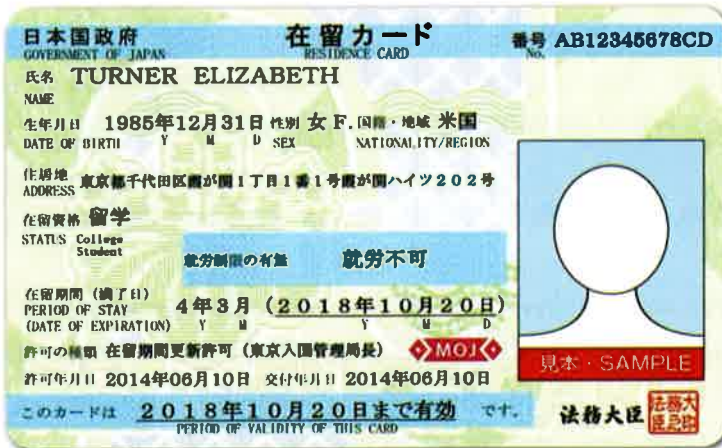 日本国政府 在留カード 番号 AB12345678CD
GOVERNMENT OF JAPAN RESIDENCE CARD No.
氏名 TURNER ELIZABETH
NAME
生年月日 1985年12月31日 性別 女 F. 国籍・地域 米国
DATE OF BIRTH Y M D SEX NATIONALITY/REGION
住居地
ADDRESS 東京都千代田区霞が関1丁目1番1号霞が関ハイツ202号
在留資格 留学
STATUS College
Student
就労制限の有無 就労不可
在留期間(満了日)
PERIOD OF STAY
(DATE OF EXPIRATION)
4年3月(2018年10月20日)
Y M Y M D
許可の種類 在留期間更新許可(東京入国管理局長) MOJ
見本・SAMPLE
許可年月日 2014年06月10日 交付年月日 2014年06月10日
このカードは 2018年10月20日まで有効 です。
PERIOD OF VALIDITY OF THIS CARD
法務大臣